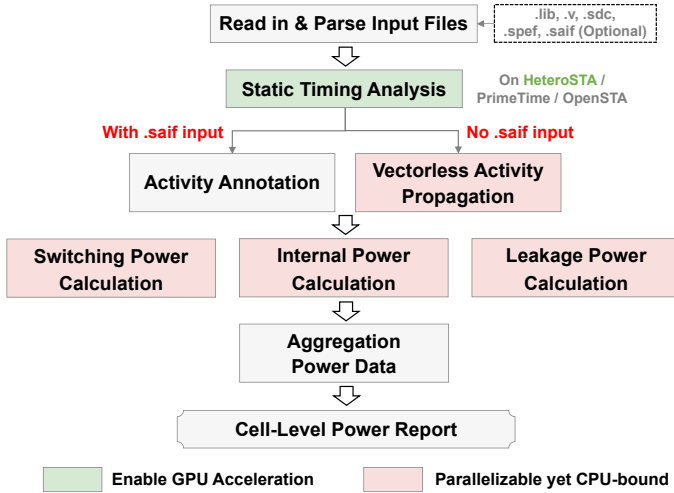 Read in & Parse Input Files
.lib, .v, .sdc,
.spef, .saif (Optional)
Static Timing Analysis
On HeteroSTA /
PrimeTime / OpenSTA
With .saif input
No .saif input
Activity Annotation
Vectorless Activity
Propagation
Switching Power
Calculation
Internal Power
Calculation
Leakage Power
Calculation
Aggregation
Power Data
Cell-Level Power Report
Enable GPU Acceleration
Parallelizable yet CPU-bound